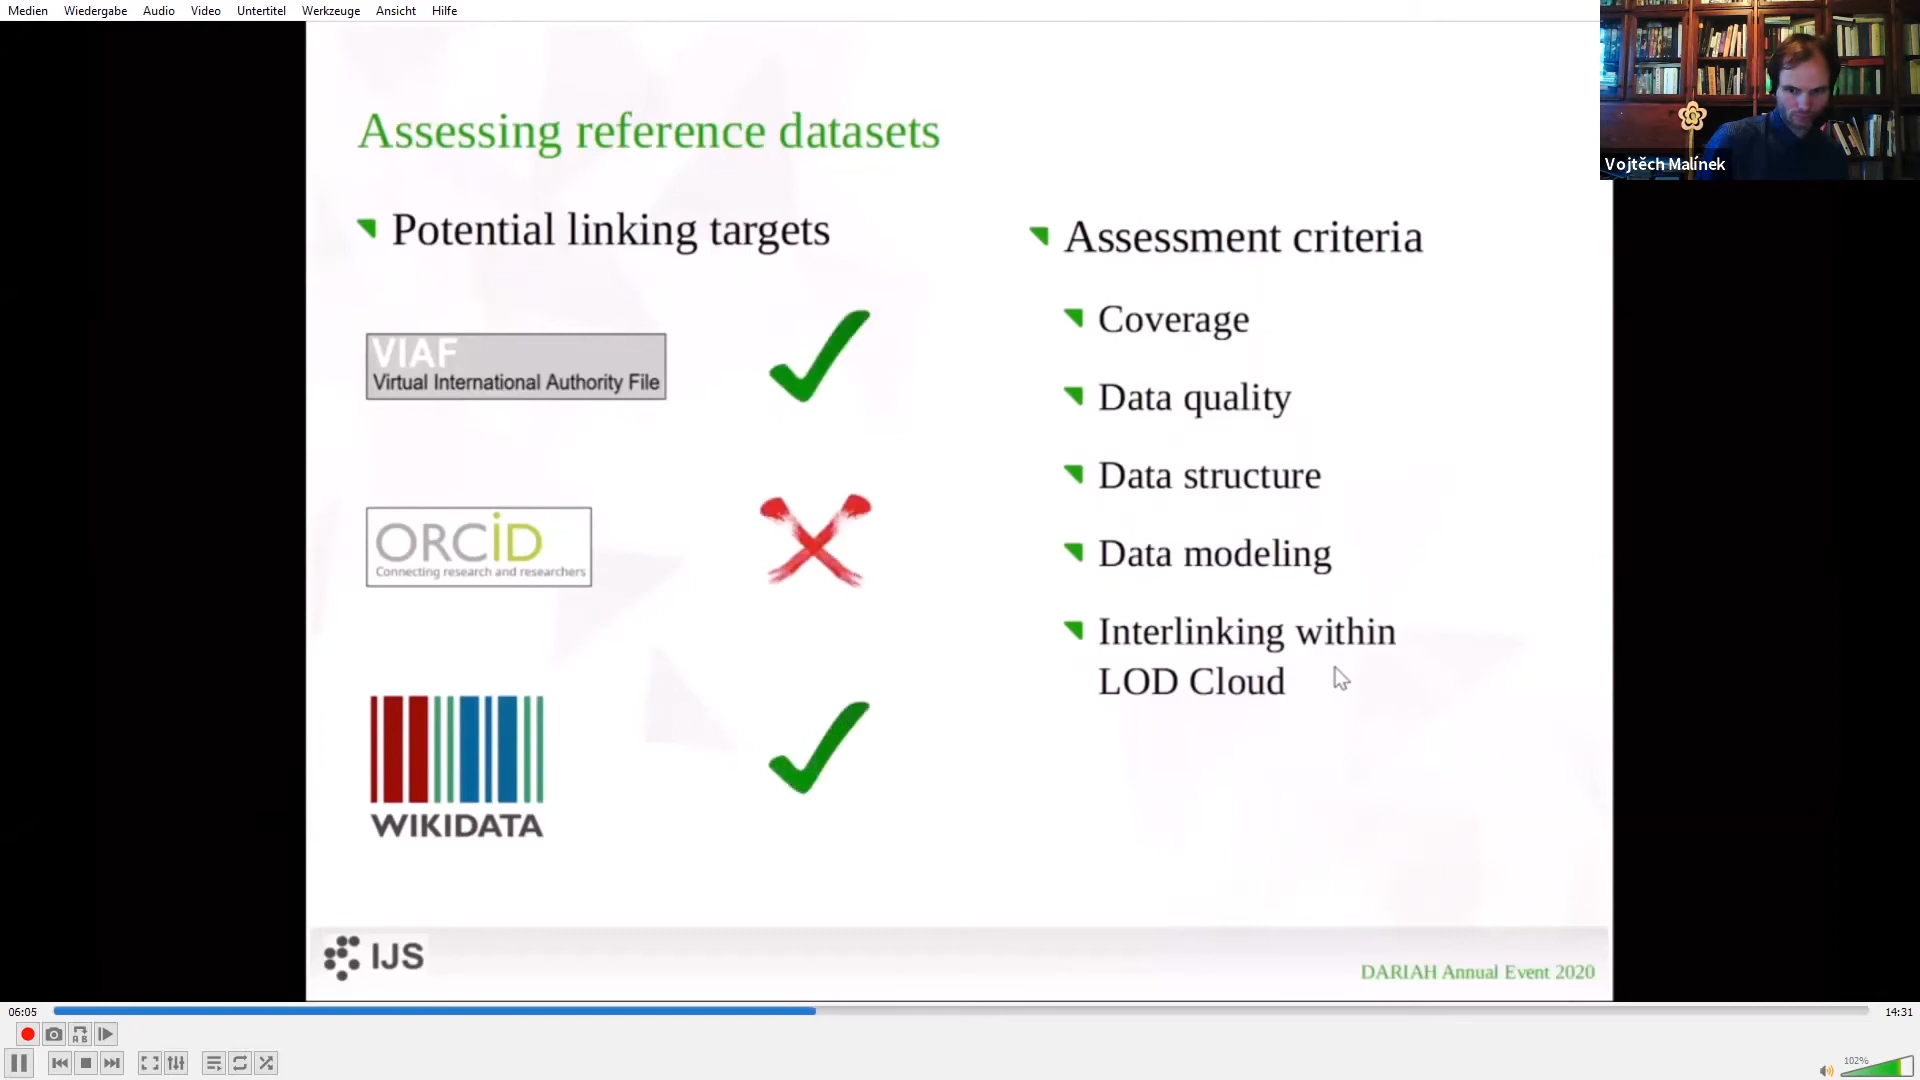 Medien Wiedergabe Audio Video Untertitel Werkzeuge Ansicht Hilfe
Vojtěch Malínek
Assessing reference datasets
Potential linking targets
VIAF
Virtual International Authority File
ORCiD
Connecting research and researchers
WIKIDATA
Assessment criteria
Coverage
Data quality
Data structure
Data modeling
Interlinking within
LOD Cloud
IJS
DARIAH Annual Event 2020
06:05
14:31
102%